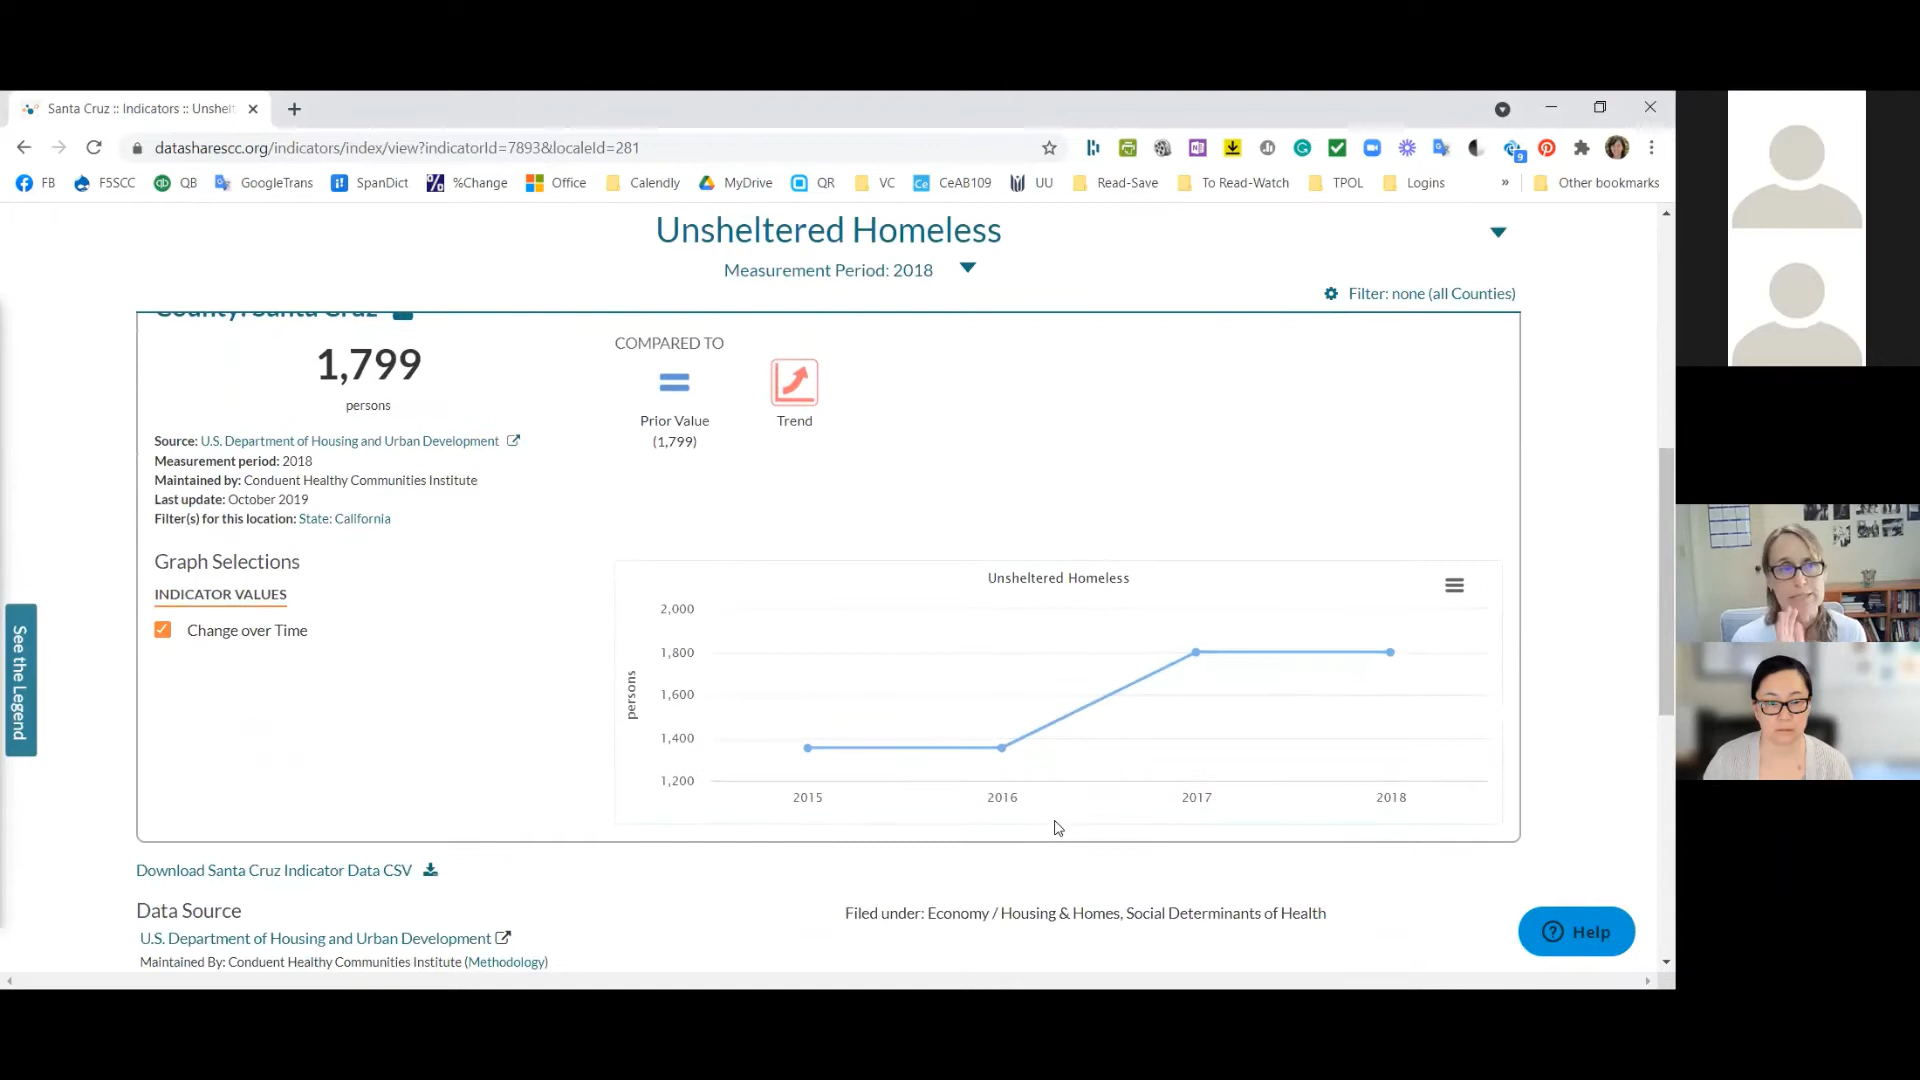 Santa Cruz :: Indicators :: Unshelt
datasharescc.org/indicators/index/view?indicatorId=7893&localeId=281
9
FB F5SCC QB GoogleTrans SpanDict %Change Office Calendly MyDrive QR VC CeAB109 UU Read-Save To Read-Watch TPOL Logins » Other bookmarks
Unsheltered Homeless
Measurement Period: 2018
Filter: none (all Counties)
County: Santa Cruz
1,799
persons
Source: U.S. Department of Housing and Urban Development
Measurement period: 2018
Maintained by: Conduent Healthy Communities Institute
Last update: October 2019
Filter(s) for this location: State: California
COMPARED TO
Prior Value
(1,799)
Trend
Graph Selections
INDICATOR VALUES
Change over Time
See the Legend
Unsheltered Homeless
persons
2,000
1,800
1,600
1,400
1,200
2015 2016 2017 2018
Download Santa Cruz Indicator Data CSV
Data Source
U.S. Department of Housing and Urban Development
Maintained By: Conduent Healthy Communities Institute (Methodology)
Filed under: Economy / Housing & Homes, Social Determinants of Health
Help